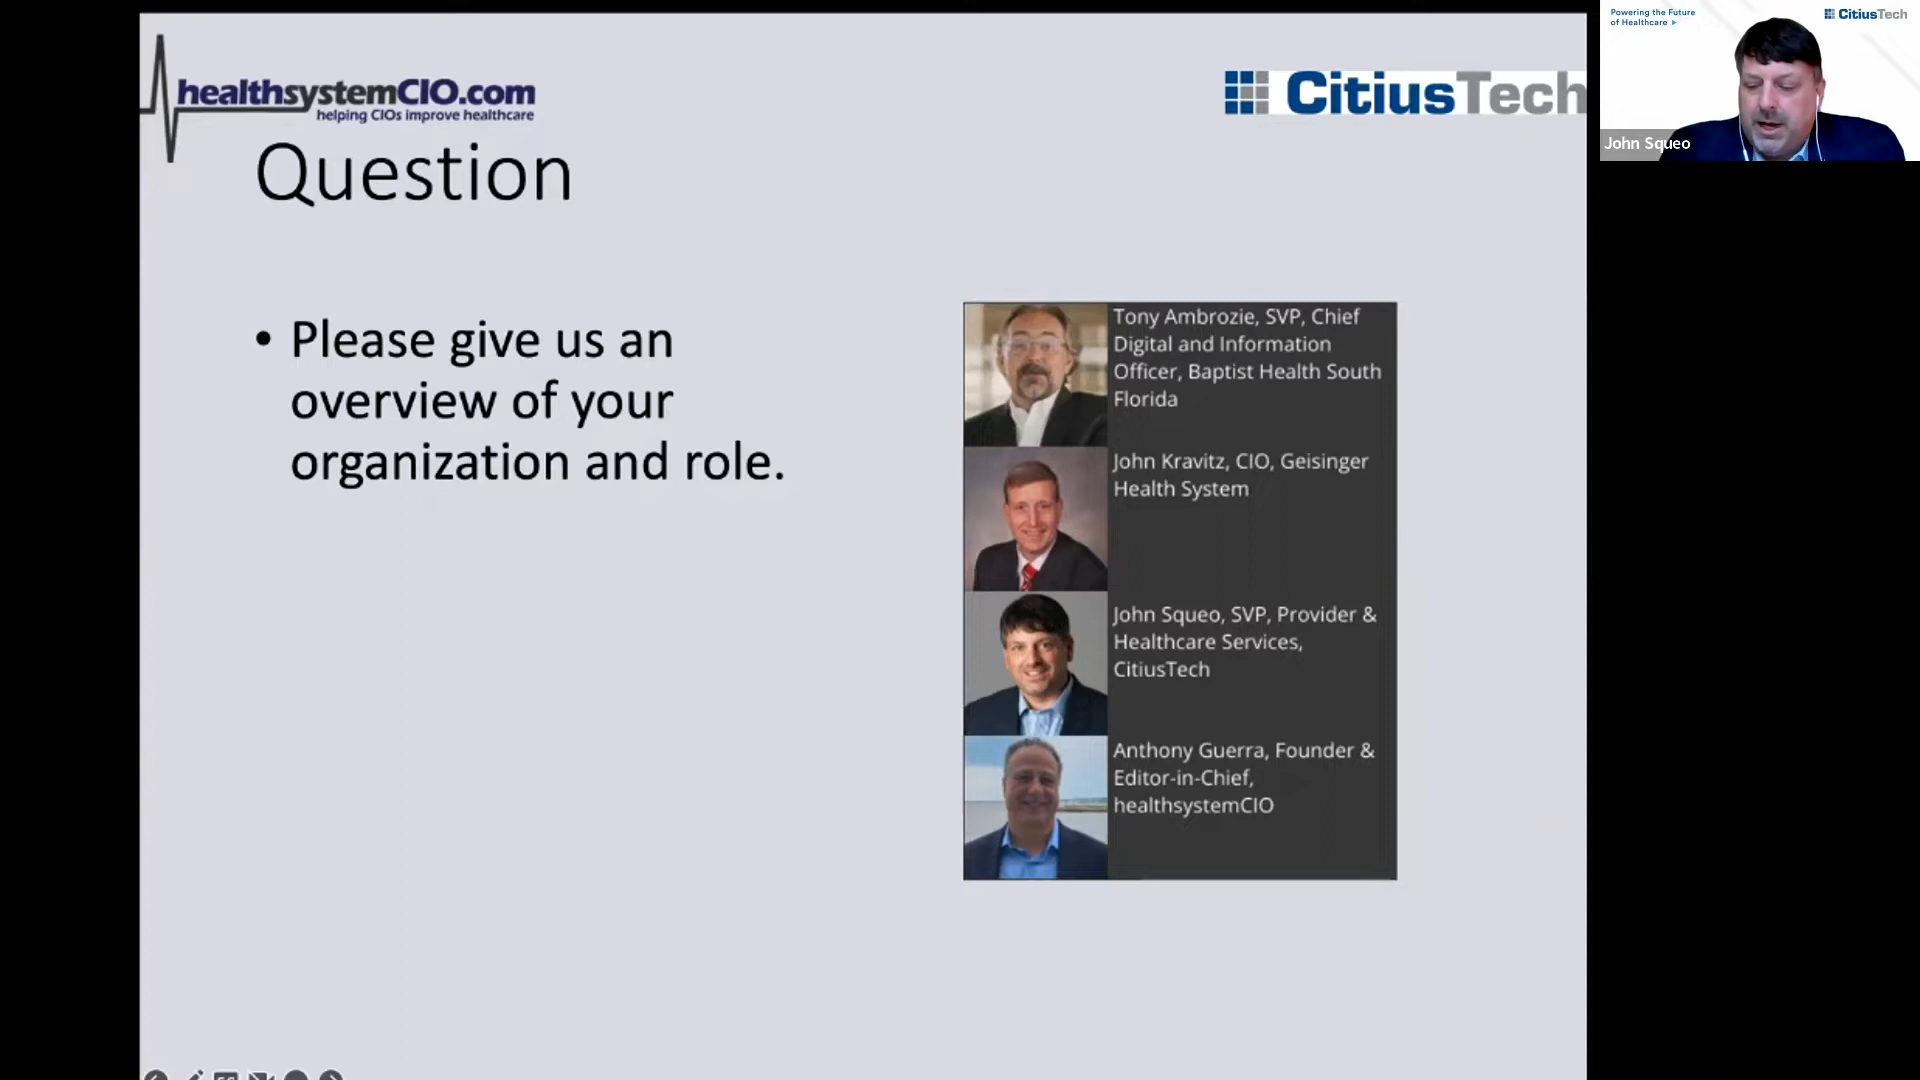 healthsystemCIO.com
helping CIOs improve healthcare
CitiusTech
Question
• Please give us an
overview of your
organization and role.
Tony Ambrozie, SVP, Chief
Digital and Information
Officer, Baptist Health South
Florida
John Kravitz, CIO, Geisinger
Health System
John Squeo, SVP, Provider &
Healthcare Services,
CitiusTech
Anthony Guerra, Founder &
Editor-in-Chief,
healthsystemCIO
Powering the Future
of Healthcare
CitiusTech
John Squeo